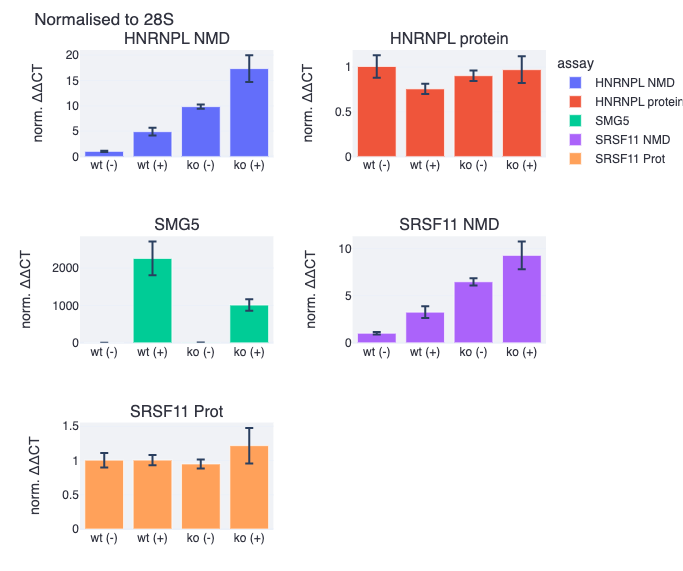 Normalised to 28S
HNRNPL NMD
norm. ΔΔCT
20
15
10
5
0
wt (-) wt (+) ko (-) ko (+)
HNRNPL protein
norm. ΔΔCT
1
0.5
0
wt (-) wt (+) ko (-) ko (+)
assay
HNRNPL NMD
HNRNPL protein
SMG5
SRSF11 NMD
SRSF11 Prot
SMG5
norm. ΔΔCT
2000
1000
0
wt (-) wt (+) ko (-) ko (+)
SRSF11 NMD
norm. ΔΔCT
10
5
0
wt (-) wt (+) ko (-) ko (+)
SRSF11 Prot
norm. ΔΔCT
1.5
1
0.5
0
wt (-) wt (+) ko (-) ko (+)